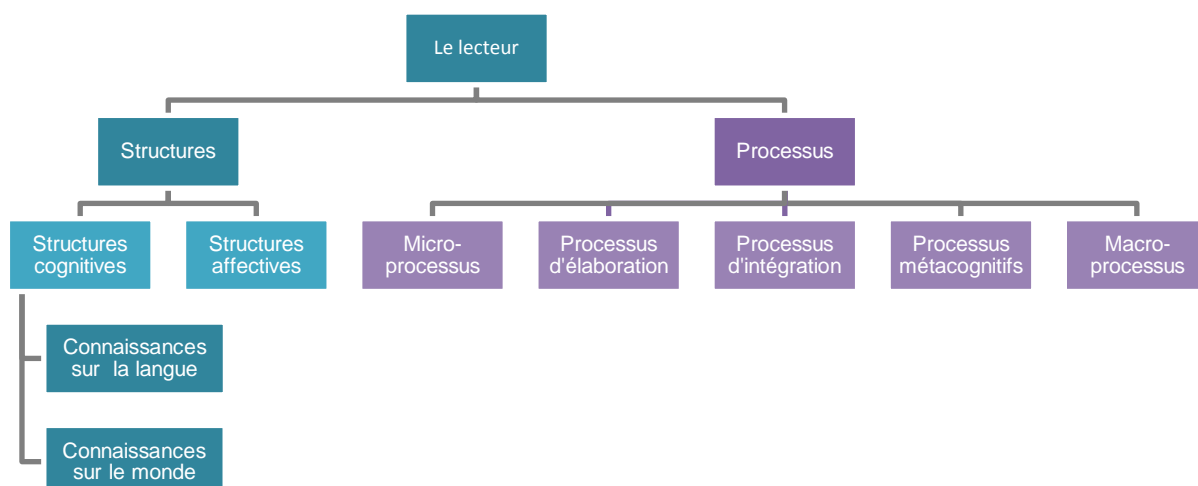 Le lecteur
Structures
Processus
Structures
cognitives
Structures
affectives
Micro-
processus
Processus
d'élaboration
Processus
d'intégration
Processus
métacognitifs
Macro-
processus
Connaissances
sur la langue
Connaissances
sur le monde